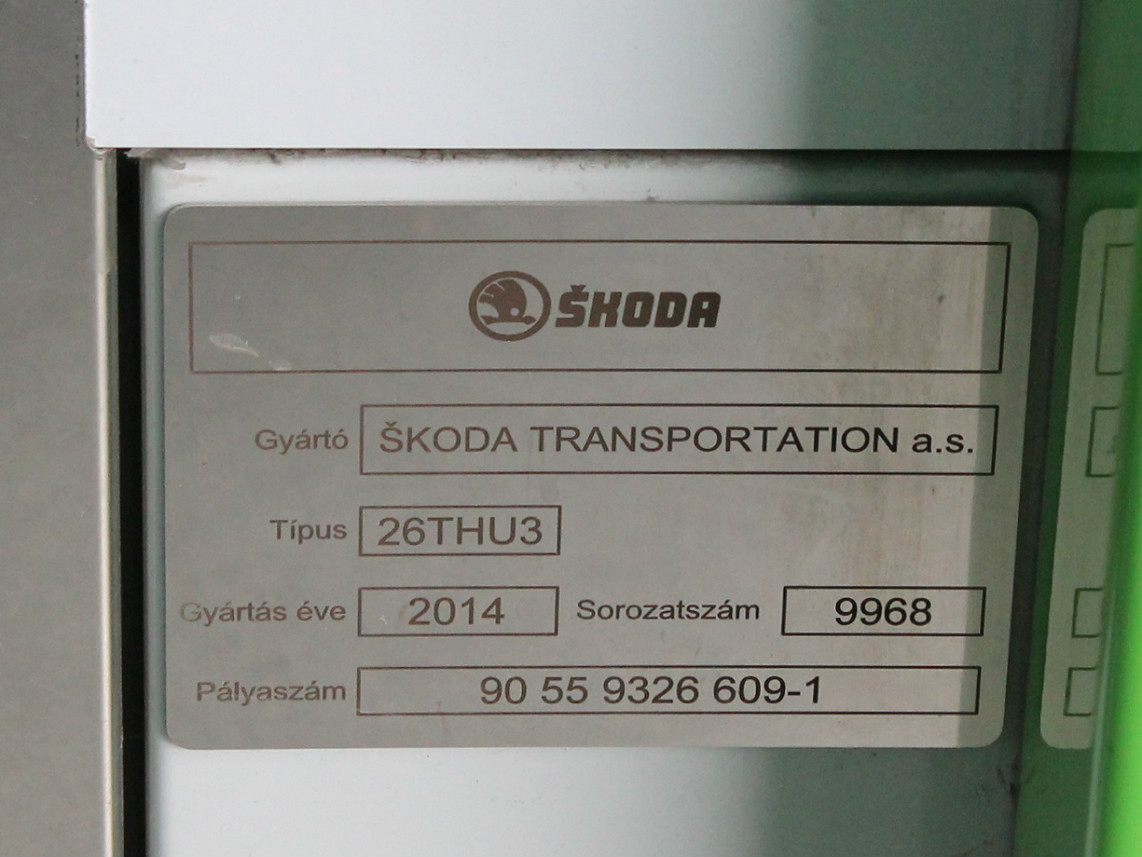 ŠKODA
Gyártó ŠKODA TRANSPORTATION a.s.
Típus 26THU3
Gyártás éve 2014 Sorozatszám 9968
Pályaszám 90 55 9326 609-1